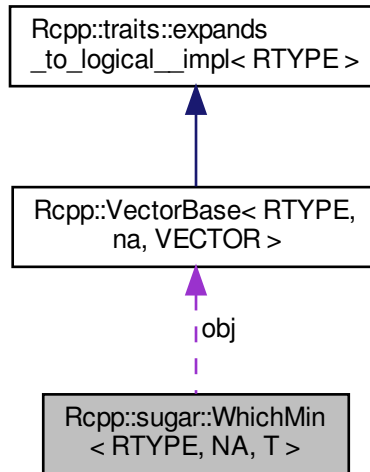 Rcpp::traits::expands
_to_logical__impl< RTYPE >
Rcpp::VectorBase< RTYPE,
na, VECTOR >
obj
Rcpp::sugar::WhichMin
< RTYPE, NA, T >